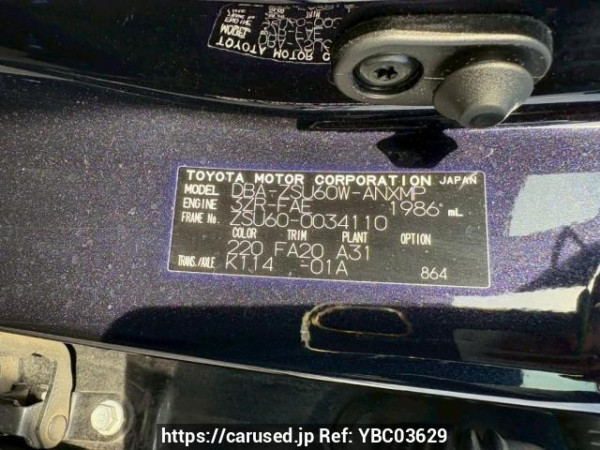 TOYOTA MOTOR CORPORATION JAPAN
MODEL DBA-ZSU60W-ANXMP
ENGINE 3ZR-FAE 1986 mL
FRAME No. ZSU60-0034110
COLOR TRIM PLANT OPTION
220 FA20 A31
TRANS./AXLE K114 -01A 864
https://carused.jp Ref: YBC03629